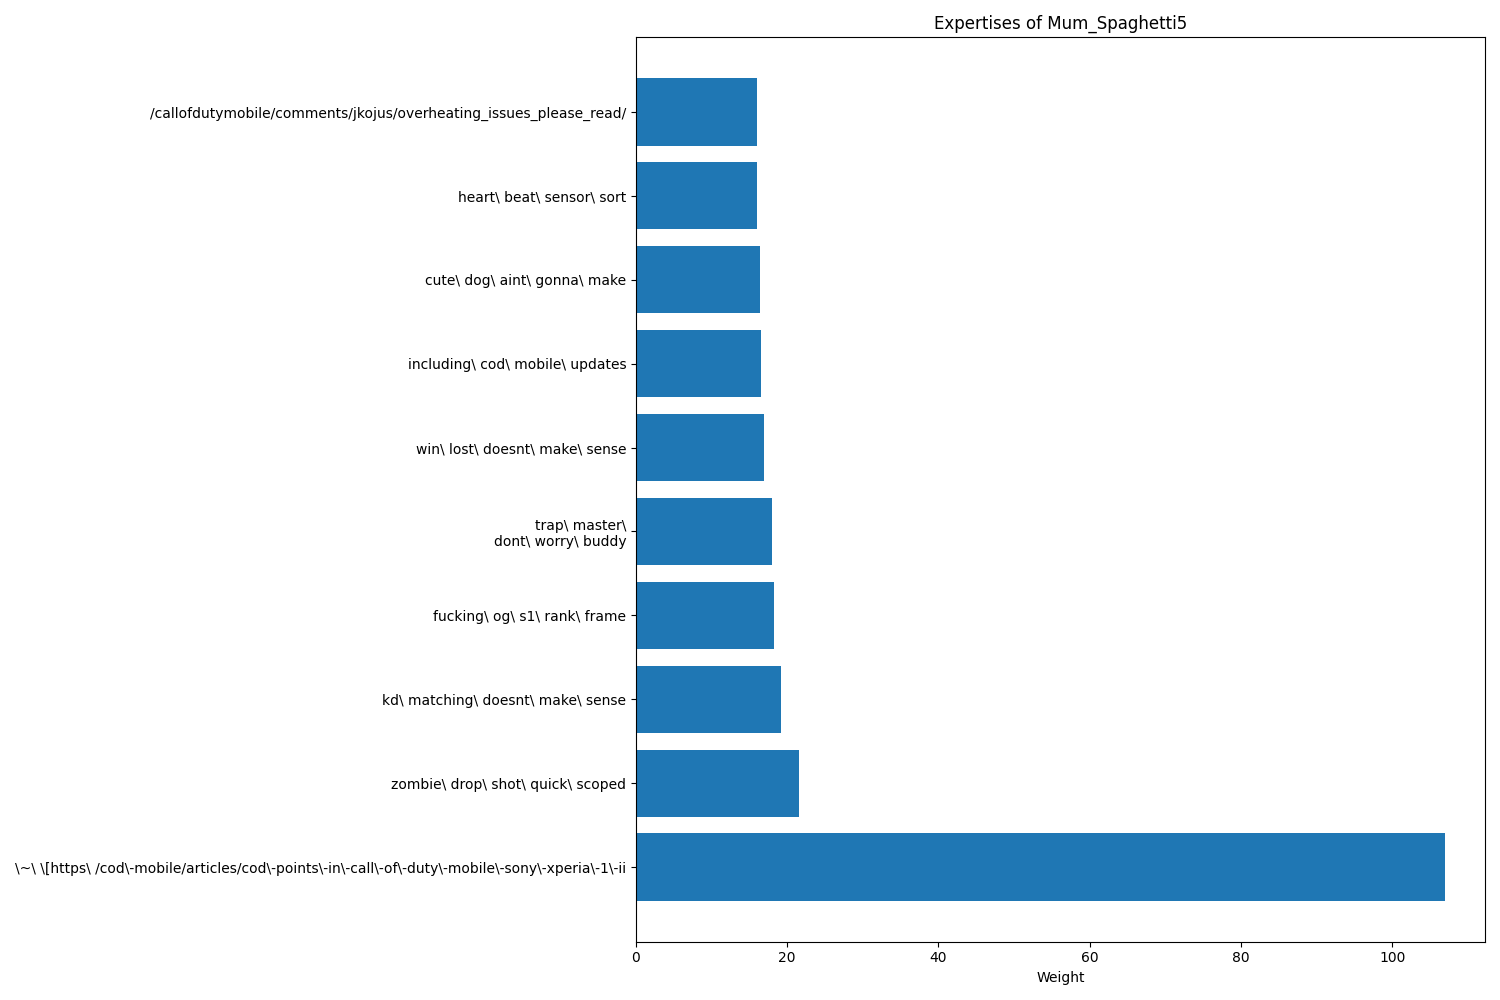 Expertises of Mum_Spaghetti5
/callofdutymobile/comments/jkojus/overheating_issues_please_read/
heart\ beat\ sensor\ sort
cute\ dog\ aint\ gonna\ make
including\ cod\ mobile\ updates
win\ lost\ doesnt\ make\ sense
trap\ master\
dont\ worry\ buddy
fucking\ og\ s1\ rank\ frame
kd\ matching\ doesnt\ make\ sense
zombie\ drop\ shot\ quick\ scoped
\~\ \[https\ /cod\-mobile/articles/cod\-points\-in\-call\-of\-duty\-mobile\-sony\-xperia\-1\-ii
0 20 40 60 80 100
Weight